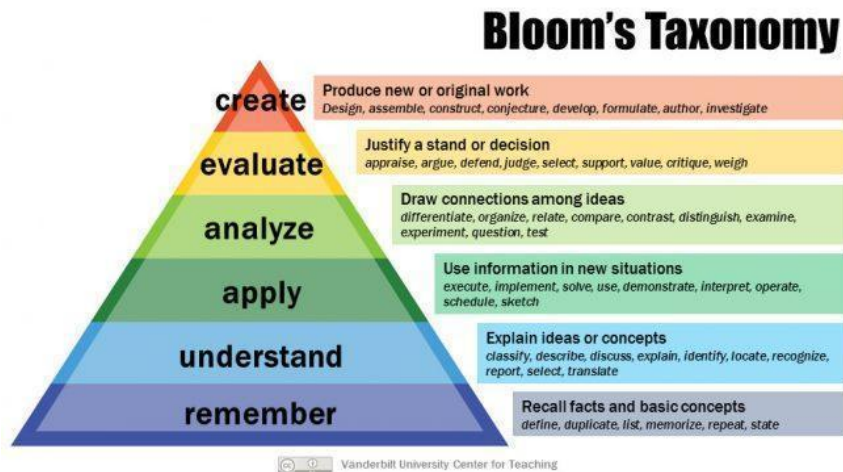 Bloom's Taxonomy
create
Produce new or original work
Design, assemble, construct, conjecture, develop, formulate, author, investigate
evaluate
Justify a stand or decision
appraise, argue, defend, judge, select, support, value, critique, weigh
analyze
Draw connections among ideas
differentiate, organize, relate, compare, contrast, distinguish, examine,
experiment, question, test
apply
Use information in new situations
execute, implement, solve, use, demonstrate, interpret, operate,
schedule, sketch
understand
Explain ideas or concepts
classify, describe, discuss, explain, identify, locate, recognize,
report, select, translate
remember
Recall facts and basic concepts
define, duplicate, list, memorize, repeat, state
cc
Vanderbilt University Center for Teaching